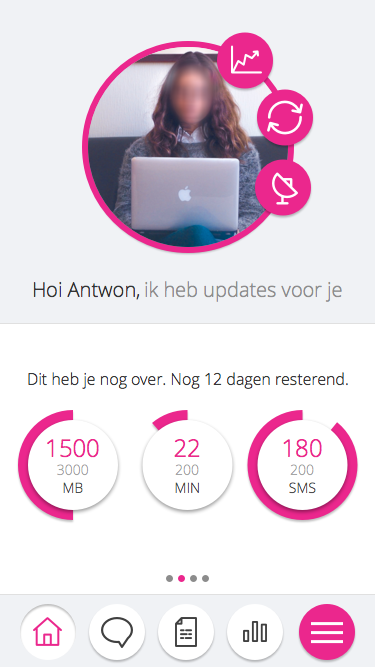 Hoi Antwon, ik heb updates voor je
Dit heb je nog over. Nog 12 dagen resterend.
1500
3000
MB
22
200
MIN
180
200
SMS